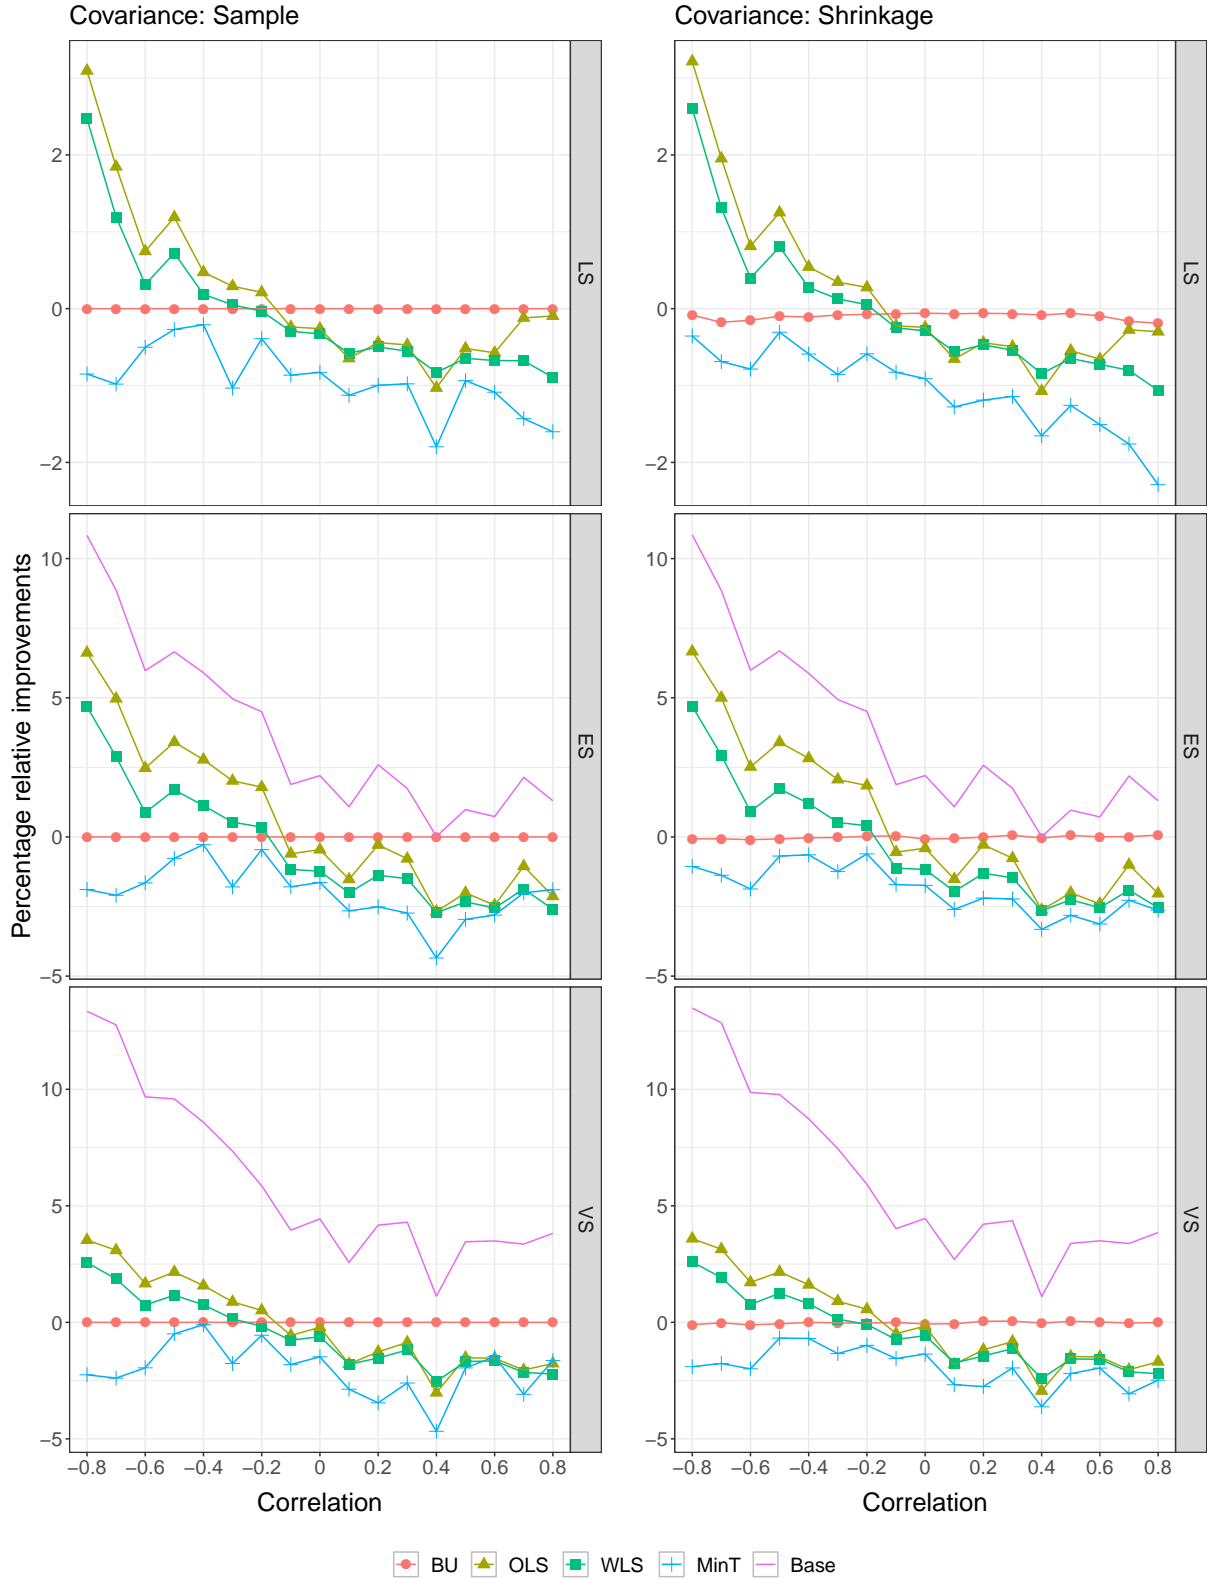 Covariance: Sample
Covariance: Shrinkage
Percentage relative improvements
2
0
−2
LS
LS
10
5
0
−5
ES
ES
10
5
0
−5
VS
VS
−0.8 −0.6 −0.4 −0.2 0 0.2 0.4 0.6 0.8
−0.8 −0.6 −0.4 −0.2 0 0.2 0.4 0.6 0.8
2
0
−2
10
5
0
−5
10
5
0
−5
Correlation
Correlation
BU OLS WLS MinT Base